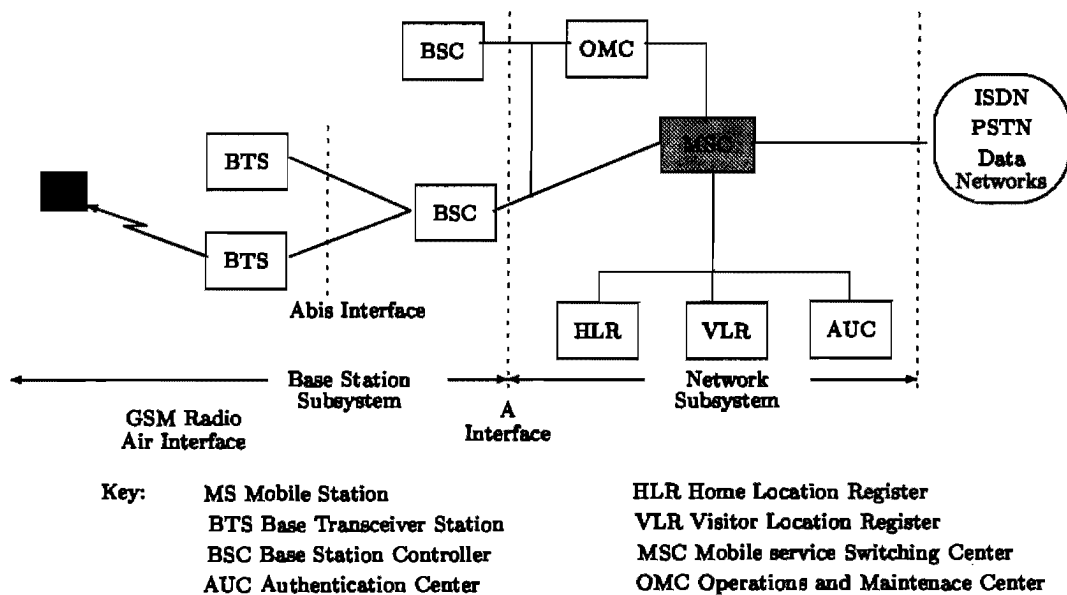 BSC
OMC
ISDN
PSTN
Data
Networks
MSC
BTS
BSC
BTS
Abis Interface
HLR
VLR
AUC
Base Station
Subsystem
Network
Subsystem
A
Interface
GSM Radio
Air Interface
Key:
MS Mobile Station
BTS Base Transceiver Station
BSC Base Station Controller
AUC Authentication Center
HLR Home Location Register
VLR Visitor Location Register
MSC Mobile service Switching Center
OMC Operations and Maintenace Center